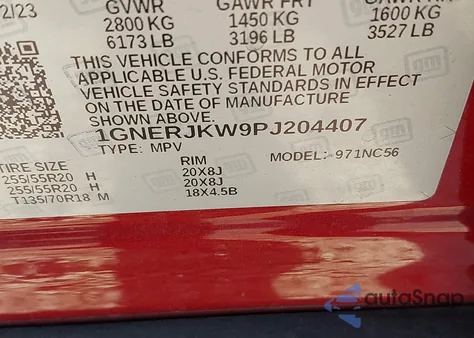 2/23 GVWR GAWR FRT GAWR RR
2800 KG 1450 KG 1600 KG
6173 LB 3196 LB 3527 LB
THIS VEHICLE CONFORMS TO ALL
APPLICABLE U.S. FEDERAL MOTOR
VEHICLE SAFETY STANDARDS IN EFFECT
ON THE DATE OF MANUFACTURE
SHOWN ABOVE.
1GNERJKW9PJ204407
TYPE: MPV MODEL: 971NC56
TIRE SIZE RIM
255/55R20 H 20X8J
255/55R20 H 20X8J
T135/70R18 M 18X4.5B
autoSnap